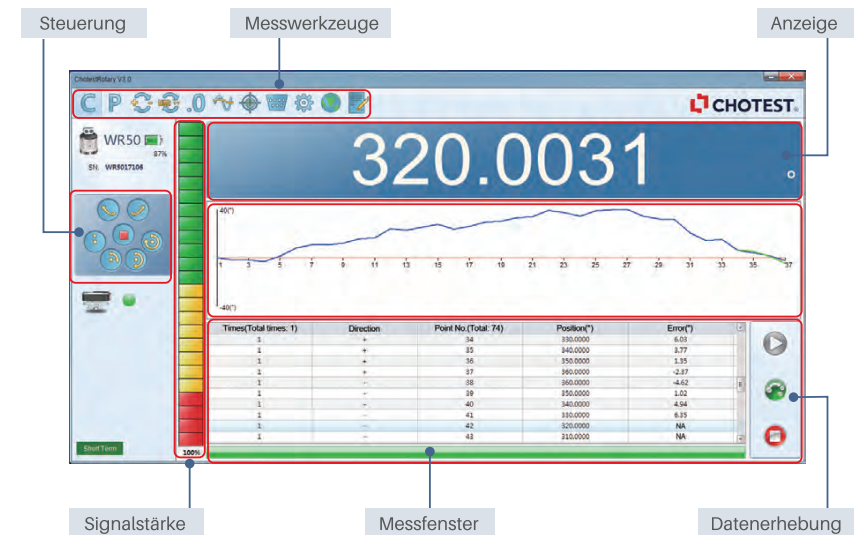 Steuerung Messwerkzeuge Anzeige
ChotestRotary V3.0
C P .0 CHOTEST.
WR50
87%
SN: WR5017106
320.0031 °
40(")
1 3 5 7 9 11 13 15 17 19 21 23 25 27 29 31 33 35 37
-40(")
Times(Total times: 1) Direction Point No.(Total: 74) Position(°) Error(")
1 + 34 330.0000 6.03
1 + 35 340.0000 3.77
1 + 36 350.0000 1.35
1 + 37 360.0000 -2.37
1 - 38 360.0000 -4.62
1 - 39 350.0000 1.02
1 - 40 340.0000 4.94
1 - 41 330.0000 6.35
1 - 42 320.0000 NA
1 - 43 310.0000 NA
Short Term
100%
Signalstärke Messfenster Datenerhebung